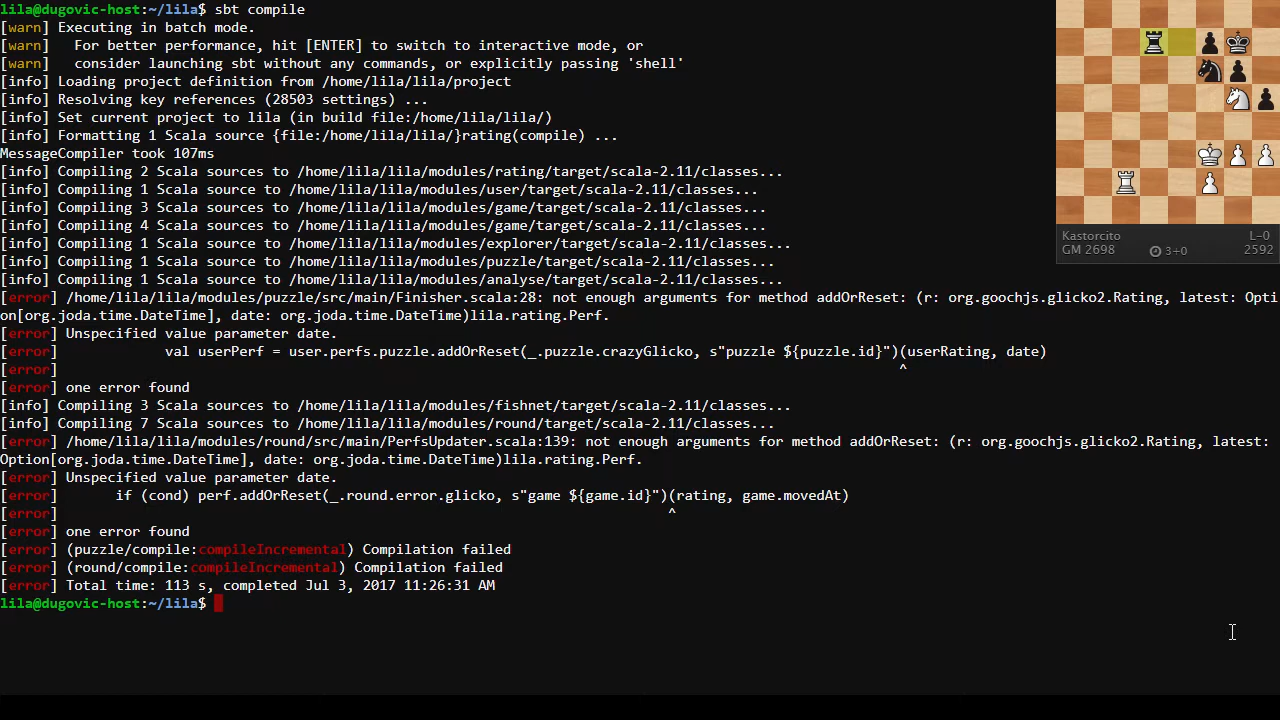 lila@dugovic-host:~/lila$ sbt compile
[warn] Executing in batch mode.
[warn]   For better performance, hit [ENTER] to switch to interactive mode, or
[warn]   consider launching sbt without any commands, or explicitly passing 'shell'
[info] Loading project definition from /home/lila/lila/project
[info] Resolving key references (28503 settings) ...
[info] Set current project to lila (in build file:/home/lila/lila/)
[info] Formatting 1 Scala source {file:/home/lila/lila/}rating(compile) ...
MessageCompiler took 107ms
[info] Compiling 2 Scala sources to /home/lila/lila/modules/rating/target/scala-2.11/classes...
[info] Compiling 1 Scala sources to /home/lila/lila/modules/user/target/scala-2.11/classes...
[info] Compiling 3 Scala sources to /home/lila/lila/modules/game/target/scala-2.11/classes...
[info] Compiling 4 Scala sources to /home/lila/lila/modules/game/target/scala-2.11/classes...
[info] Compiling 1 Scala sources to /home/lila/lila/modules/explorer/target/scala-2.11/classes...
[info] Compiling 1 Scala sources to /home/lila/lila/modules/puzzle/target/scala-2.11/classes...
[info] Compiling 1 Scala sources to /home/lila/lila/modules/analyse/target/scala-2.11/classes...
[error] /home/lila/lila/modules/puzzle/src/main/Finisher.scala:28: not enough arguments for method addOrReset: (r: org.goochjs.glicko2.Rating, latest: Opti
on[org.joda.time.DateTime], date: org.joda.time.DateTime)lila.rating.Perf.
[error] Unspecified value parameter date.
[error]             val userPerf = user.perfs.puzzle.addOrReset(_.puzzle.crazyGlicko, s"puzzle ${puzzle.id}")(userRating, date)
[error]                                                                                                      ^
[error] one error found
[info] Compiling 3 Scala sources to /home/lila/lila/modules/fishnet/target/scala-2.11/classes...
[info] Compiling 7 Scala sources to /home/lila/lila/modules/round/target/scala-2.11/classes...
[error] /home/lila/lila/modules/round/src/main/PerfsUpdater.scala:139: not enough arguments for method addOrReset: (r: org.goochjs.glicko2.Rating, latest:
Option[org.joda.time.DateTime], date: org.joda.time.DateTime)lila.rating.Perf.
[error] Unspecified value parameter date.
[error]       if (cond) perf.addOrReset(_.round.error.glicko, s"game ${game.id}")(rating, game.movedAt)
[error]                                                                          ^
[error] one error found
[error] (puzzle/compile:compileIncremental) Compilation failed
[error] (round/compile:compileIncremental) Compilation failed
[error] Total time: 113 s, completed Jul 3, 2017 11:26:31 AM
lila@dugovic-host:~/lila$
Kastorcito L-0
GM 2698 3+0 2592